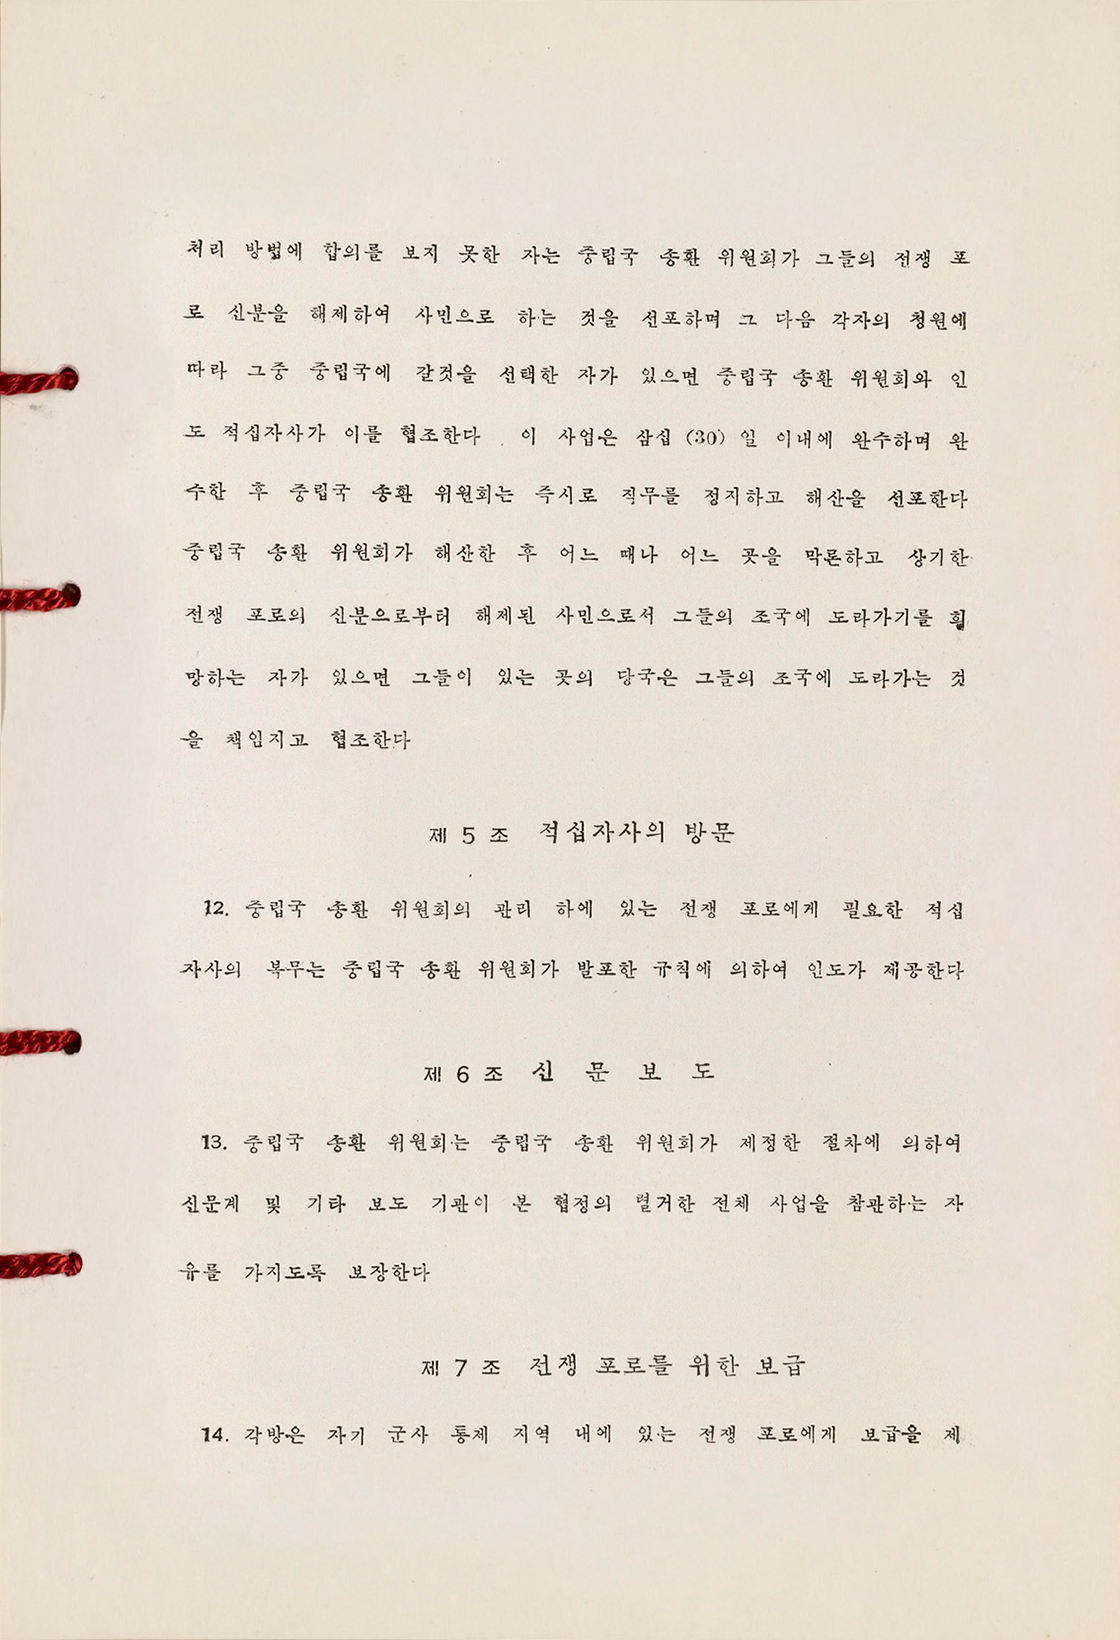 처리 방법에 합의를 보지 못한 자는 중립국 송환 위원회가 그들의 전쟁 포
로 신분을 해제하여 사민으로 하는 것을 선포하며 그 다음 각자의 청원에
따라 그중 중립국에 갈것을 선택한 자가 있으면 중립국 송환 위원회와 인
도 적십자사가 이를 협조한다 . 이 사업은 삼십 (30) 일 이내에 완수하며 완
수한 후 중립국 송환 위원회는 즉시로 직무를 정지하고 해산을 선포한다
중립국 송환 위원회가 해산한 후 어느 때나 어느 곳을 막론하고 상기한
전쟁 포로의 신분으로부터 해제된 사민으로서 그들의 조국에 도라가기를 희
망하는 자가 있으면 그들이 있는 곳의 당국은 그들의 조국에 도라가는 것
을 책임지고 협조한다
제 5 조 적십자사의 방문
12. 중립국 송환 위원회의 관리 하에 있는 전쟁 포로에게 필요한 적십
자사의 복무는 중립국 송환 위원회가 발포한 규칙에 의하여 인도가 제공한다
제 6 조 신 문 보 도
13. 중립국 송환 위원회는 중립국 송환 위원회가 제정한 절차에 의하여
신문계 및 기타 보도 기관이 본 협정의 렬거한 전체 사업을 참관하는 자
유를 가지도록 보장한다
제 7 조 전쟁 포로를 위한 보급
14. 각방은 자기 군사 통제 지역 내에 있는 전쟁 포로에게 보급을 제